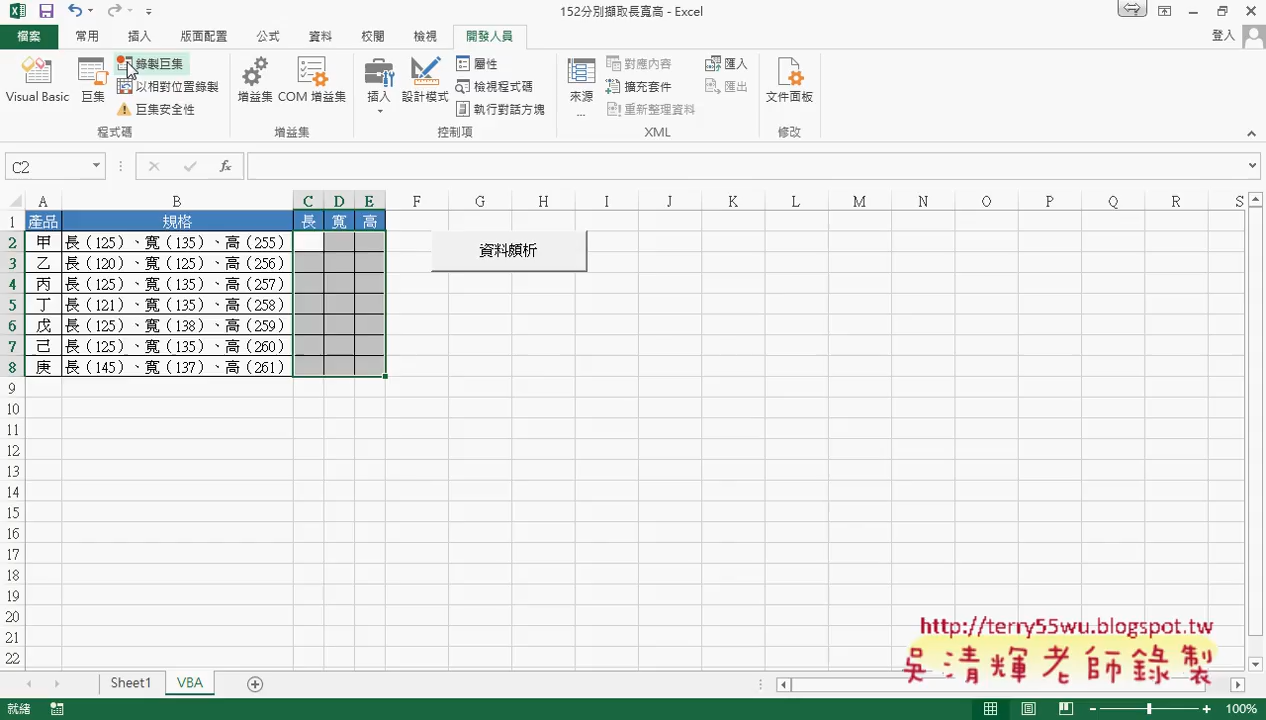 152分別擷取長寬高 - Excel
檔案 常用 插入 版面配置 公式 資料 校閱 檢視 開發人員 登入
Visual Basic 巨集 錄製巨集 以相對位置錄製 巨集安全性 程式碼
增益集 COM 增益集 增益集
插入 設計模式 屬性 檢視程式碼 執行對話方塊 控制項
來源 ... 對應內容 擴充套件 重新整理資料 匯入 匯出 XML
文件面板 修改
C2 fx
A B C D E F G H I J K L M N O P Q R S
1 產品 規格 長 寬 高
2 甲 長（125）、寬（135）、高（255）
資料頗析
3 乙 長（120）、寬（125）、高（256）
4 丙 長（125）、寬（135）、高（257）
5 丁 長（121）、寬（135）、高（258）
6 戊 長（125）、寬（138）、高（259）
7 己 長（125）、寬（135）、高（260）
8 庚 長（145）、寬（137）、高（261）
9
10
11
12
13
14
15
16
17
18
19
20
21
22
http://terry55wu.blogspot.tw
吳清輝老師錄製
Sheet1 VBA
就緒 100%